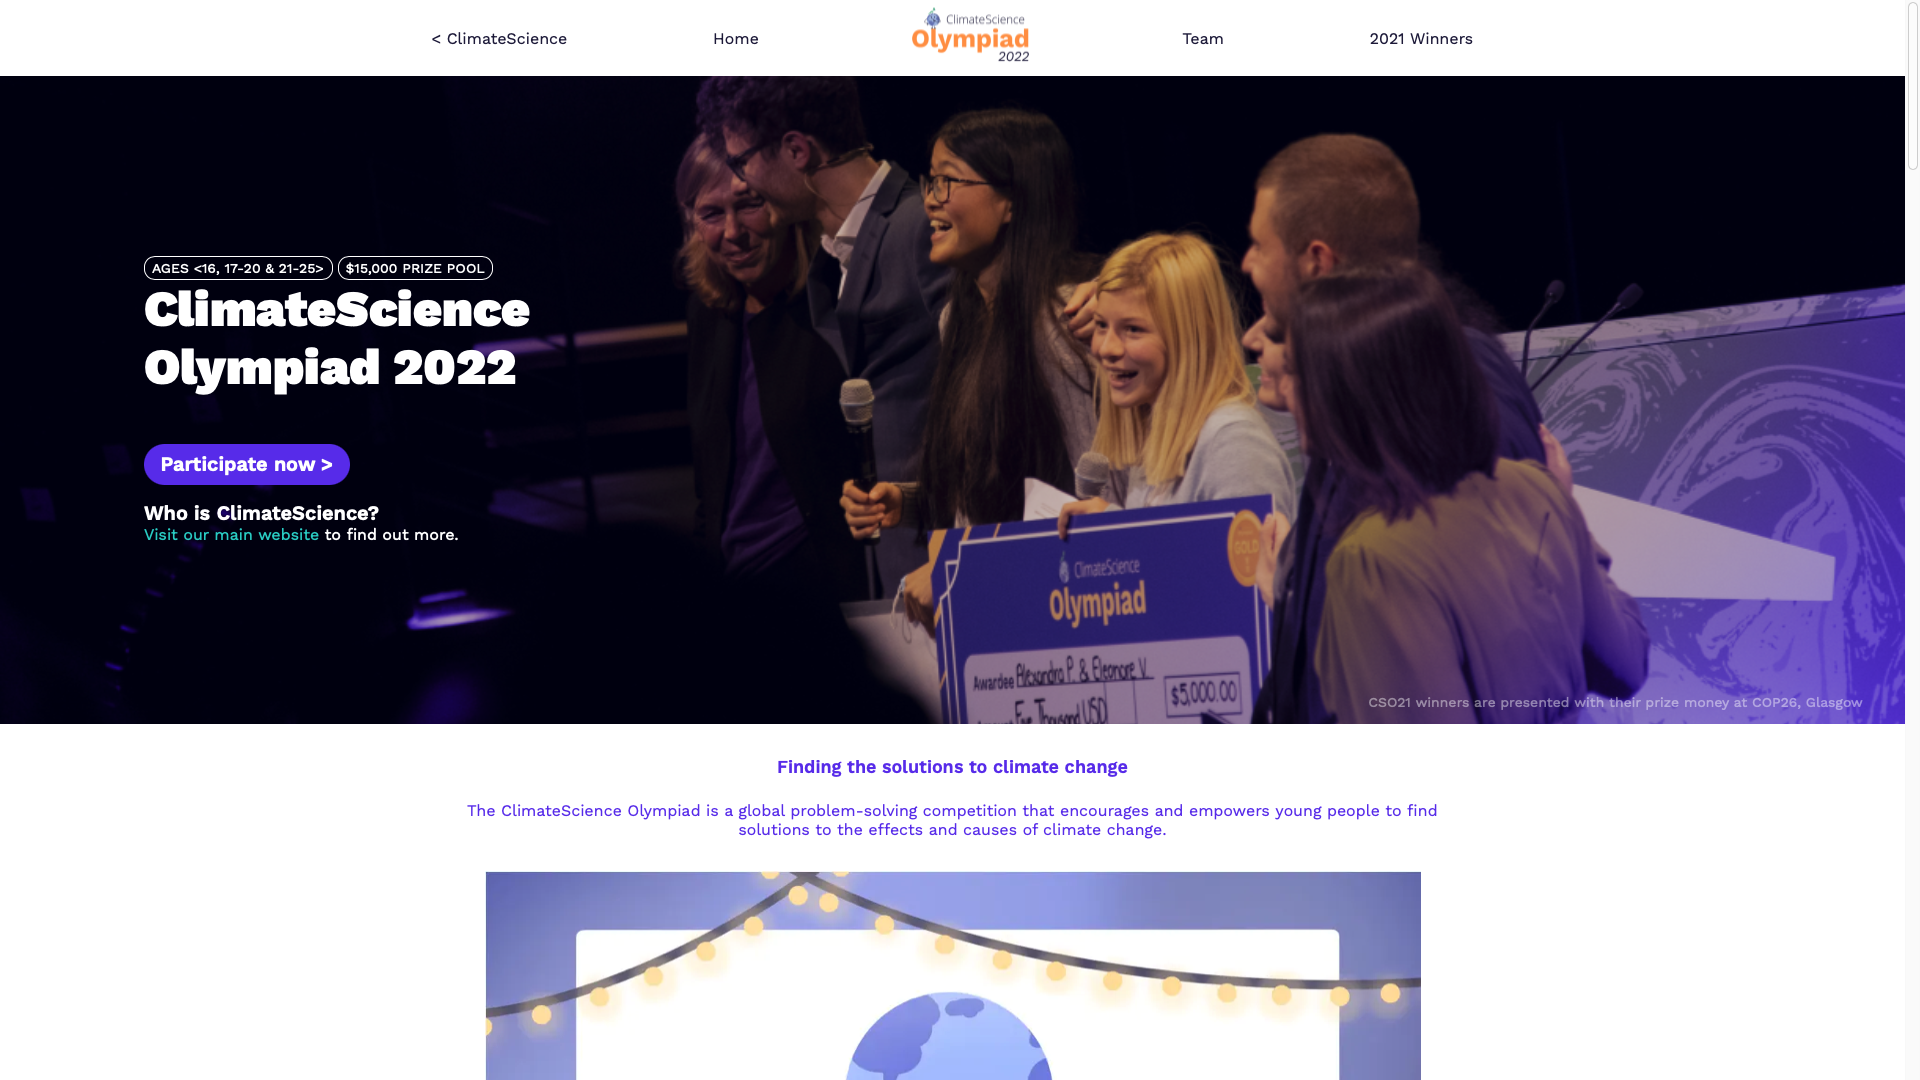 < ClimateScience
Home
ClimateScience
Olympiad
2022
Team
2021 Winners
AGES <16, 17-20 & 21-25>
$15,000 PRIZE POOL
ClimateScience
Olympiad 2022
Participate now >
Who is ClimateScience?
Visit our main website to find out more.
GOLD
ClimateScience
Olympiad
Awardee Alexandra P. & Eleonore V.
$5,000.00
Five Thousand USD
CSO21 winners are presented with their prize money at COP26, Glasgow
Finding the solutions to climate change
The ClimateScience Olympiad is a global problem-solving competition that encourages and empowers young people to find
solutions to the effects and causes of climate change.